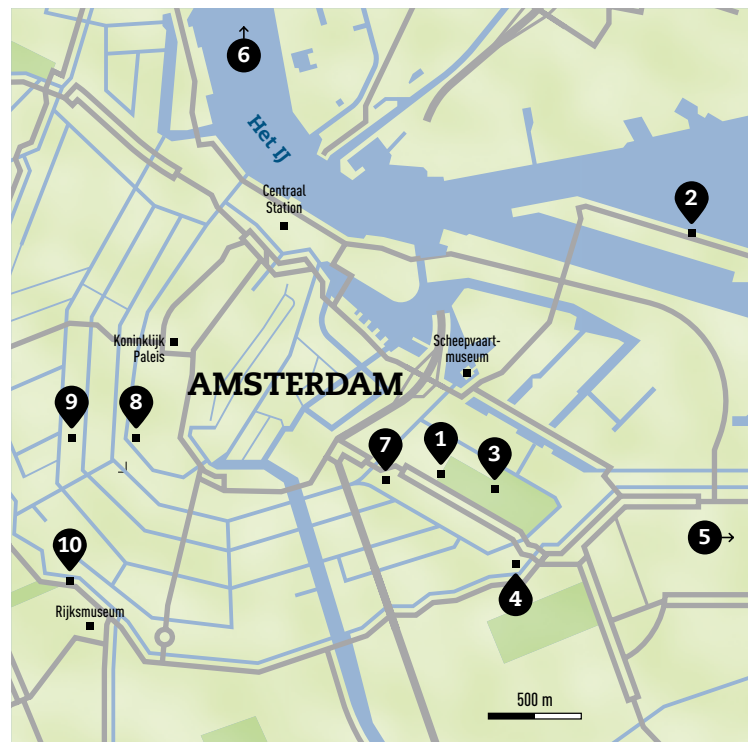 6
Het IJ
Centraal
Station
2
Koninklijk
Paleis
Scheepvaart-
museum
AMSTERDAM
9
8
7
1
3
5
10
4
Rijksmuseum
500 m